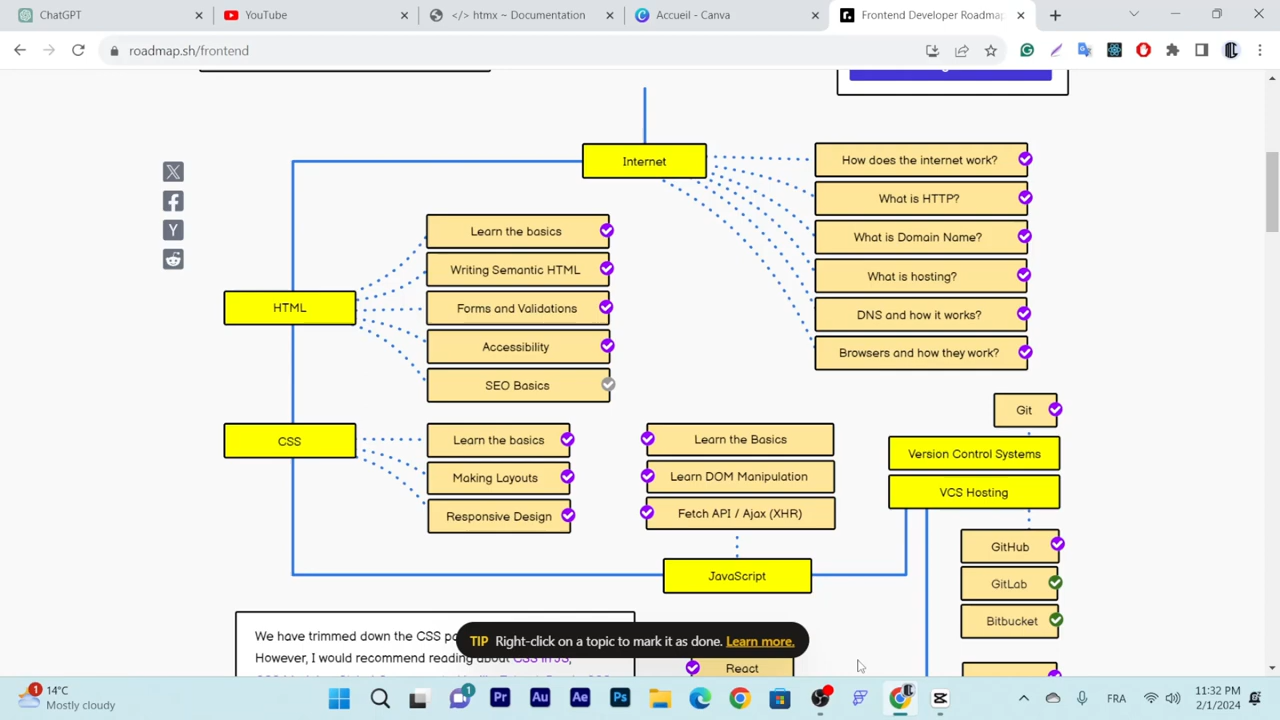 ChatGPT
YouTube
</> htmx ~ Documentation
Accueil - Canva
Frontend Developer Roadmap
roadmap.sh/frontend
Internet
How does the internet work?
What is HTTP?
What is Domain Name?
What is hosting?
DNS and how it works?
Browsers and how they work?
HTML
Learn the basics
Writing Semantic HTML
Forms and Validations
Accessibility
SEO Basics
CSS
Learn the basics
Making Layouts
Responsive Design
Learn the Basics
Learn DOM Manipulation
Fetch API / Ajax (XHR)
JavaScript
Git
Version Control Systems
VCS Hosting
GitHub
GitLab
Bitbucket
We have trimmed down the CSS
However, I would recommend reading about CSS in JS,
TIP Right-click on a topic to mark it as done. Learn more.
React
1
14°C
Mostly cloudy
1
Pr
Au
Ae
Ps
FRA
11:32 PM
2/1/2024